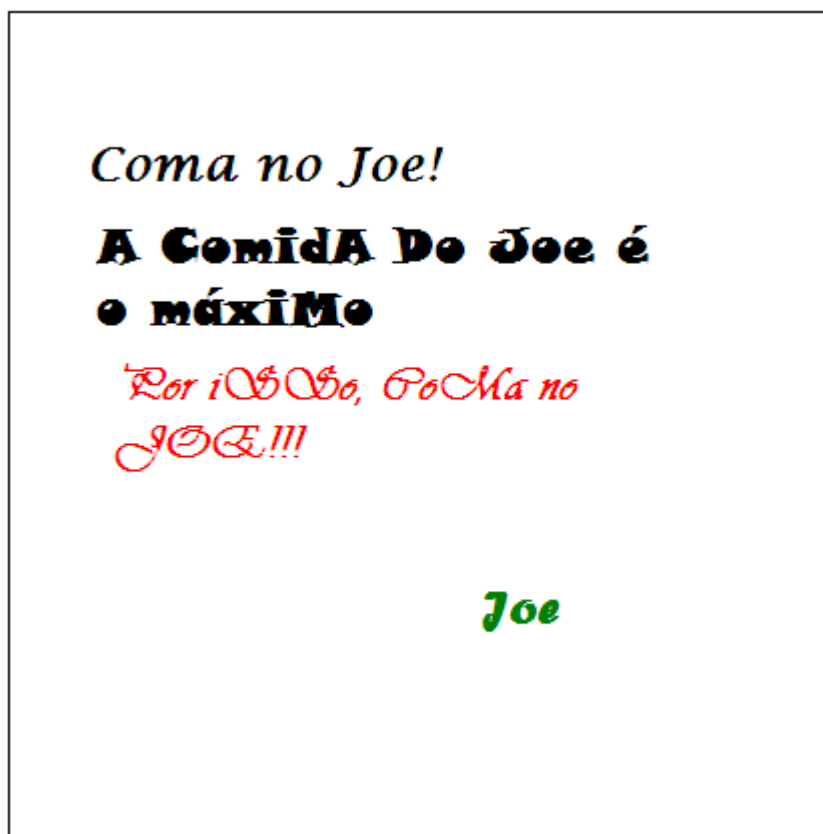 Coma no Joe!
A ComidA Do Joe é
o máxiMo
Por iSSo, CoMa no
JOE!!!
Joe